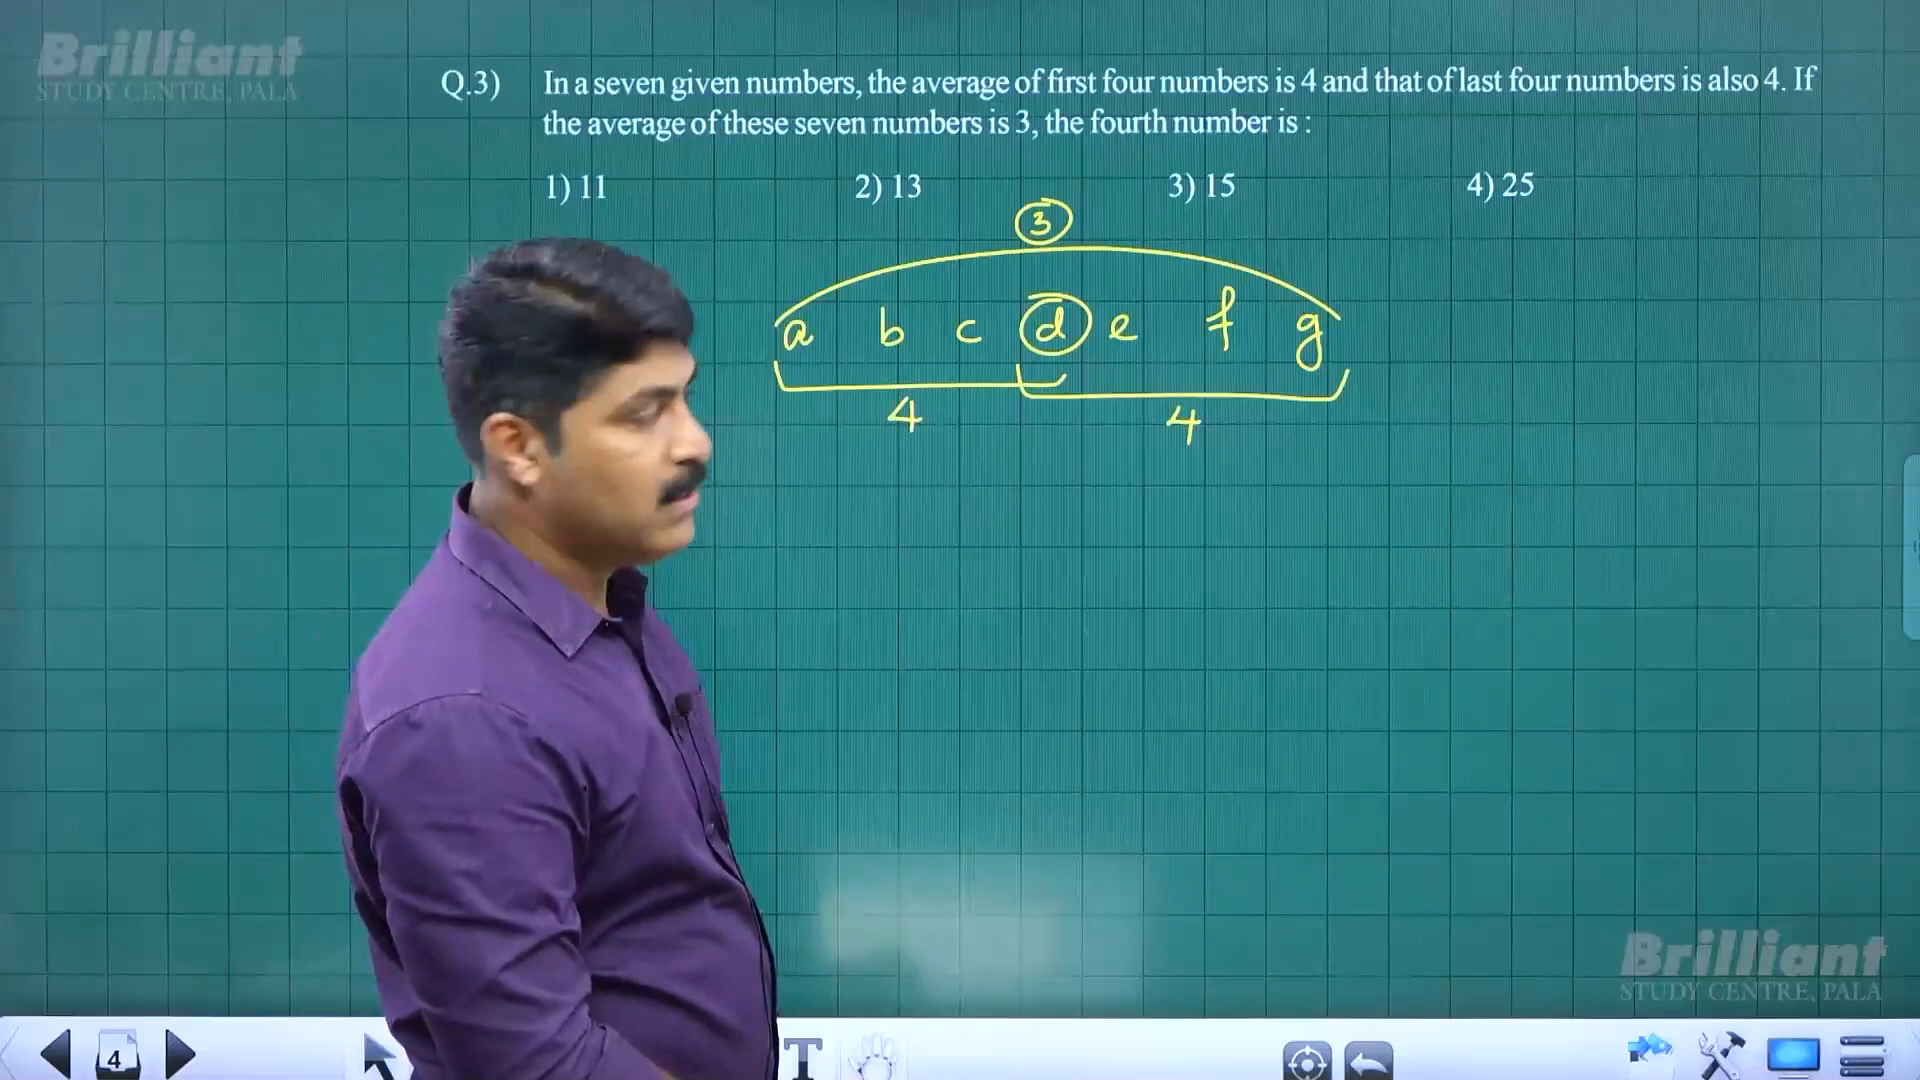 Brilliant
STUDY CENTRE, PALA
Q.3) In a seven given numbers, the average of first four numbers is 4 and that of last four numbers is also 4. If
the average of these seven numbers is 3, the fourth number is :
1) 11 2) 13 3) 15 4) 25
3
a b c d e f g
4 4
Brilliant
STUDY CENTRE, PALA
4 T